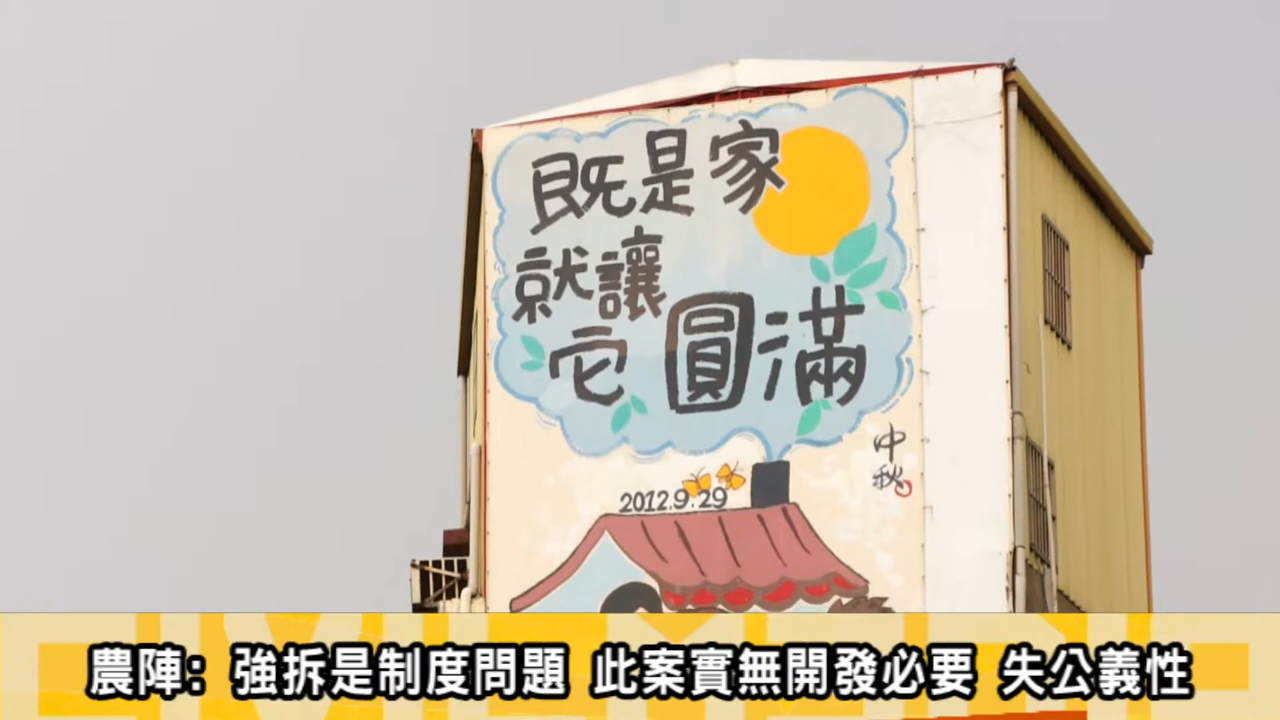 既是家
就讓
它圓滿
中秋
2012.9.29
農陣：強拆是制度問題 此案實無開發必要 失公義性